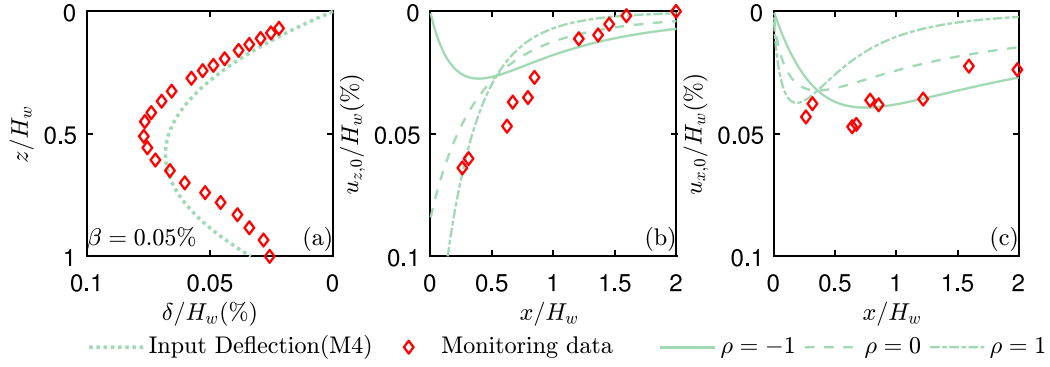 0 0 0
z/H_w 0.5 u_{z,0}/H_w(%) 0.05 u_{x,0}/H_w(%) 0.05
β = 0.05% (a) (b) (c)
1 0.1 0.1
0.1 0.05 0 0 0.5 1 1.5 2 0 0.5 1 1.5 2
δ/H_w(%) x/H_w x/H_w
Input Deflection(M4) Monitoring data ρ = −1 ρ = 0 ρ = 1